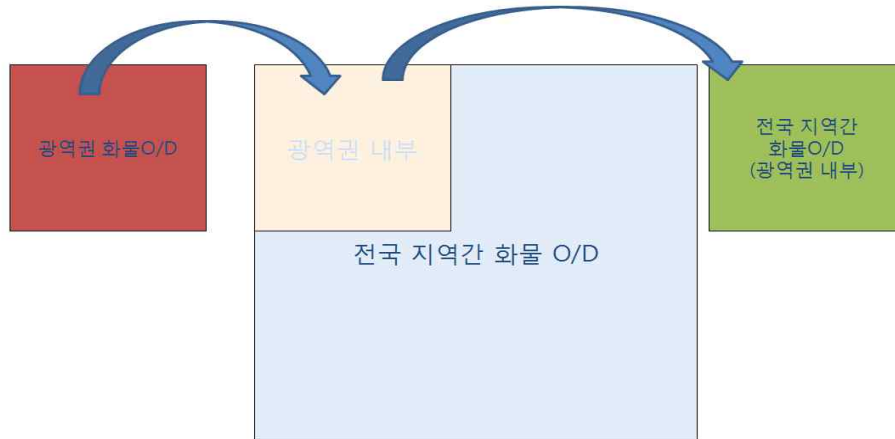 광역권 화물O/D
광역권 내부
전국 지역간
화물O/D
(광역권 내부)
전국 지역간 화물 O/D